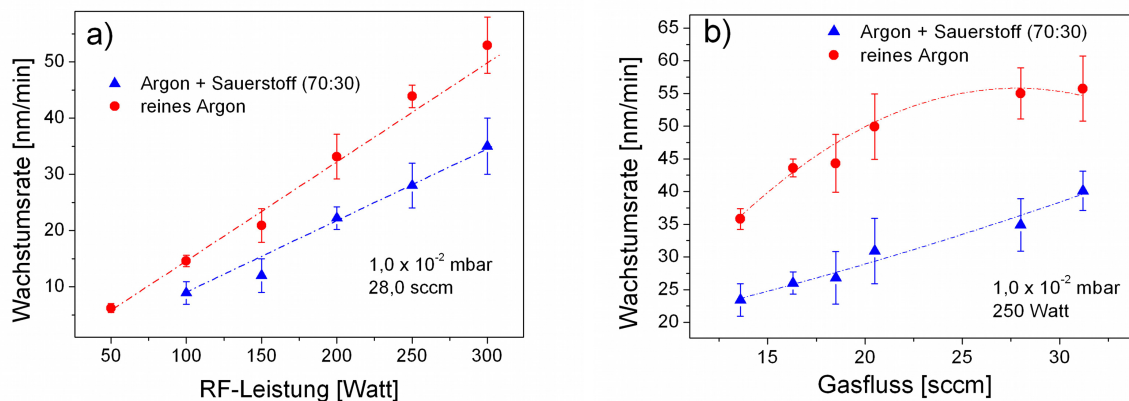 a)
Argon + Sauerstoff (70:30)
reines Argon
1,0 x 10⁻² mbar
28,0 sccm
Wachstumsrate [nm/min]
50
40
30
20
10
50 100 150 200 250 300
RF-Leistung [Watt]
b)
Argon + Sauerstoff (70:30)
reines Argon
1,0 x 10⁻² mbar
250 Watt
Wachstumsrate [nm/min]
65
60
55
50
45
40
35
30
25
20
15 20 25 30
Gasfluss [sccm]